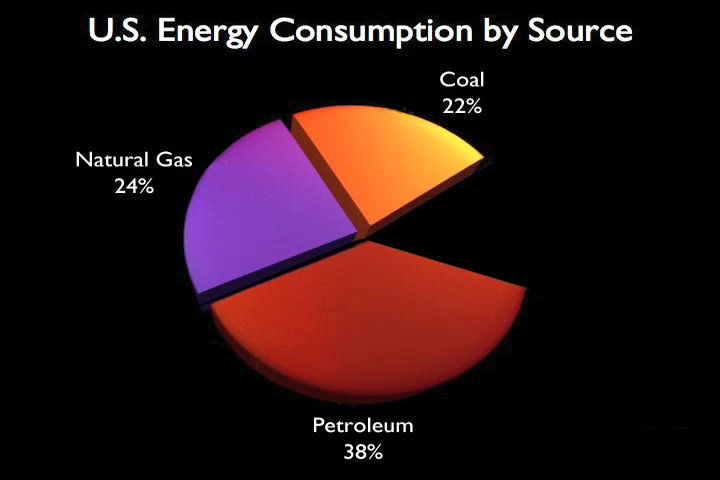 U.S. Energy Consumption by Source
Coal
22%
Natural Gas
24%
Petroleum
38%